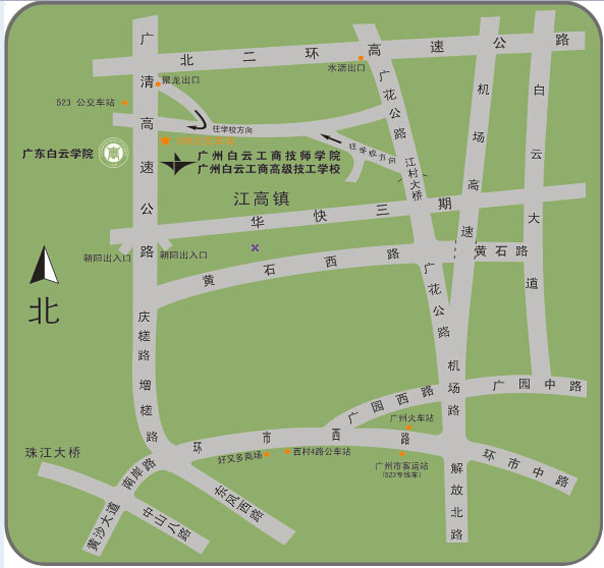 北二环高速公路
水沥出口
广清高速公路
聚龙出口
523 公交车站
往学校方向
往学校方向
广花公路
机场高速
白云大道
广东白云学院
广州白云工商技师学院
广州白云工商高级技工学校
江村大桥
江高镇
华快三期
朝阳出入口
朝阳出入口
黄石西路
黄石路
北
广花公路
庆槎路
增槎路
机场路
广园西路
广园中路
广州火车站
环市西路
好又多商场
西村4路公车站
广州市客运站
(523专线车)
环市中路
解放北路
珠江大桥
南岸路
黄沙大道
中山八路
东风西路